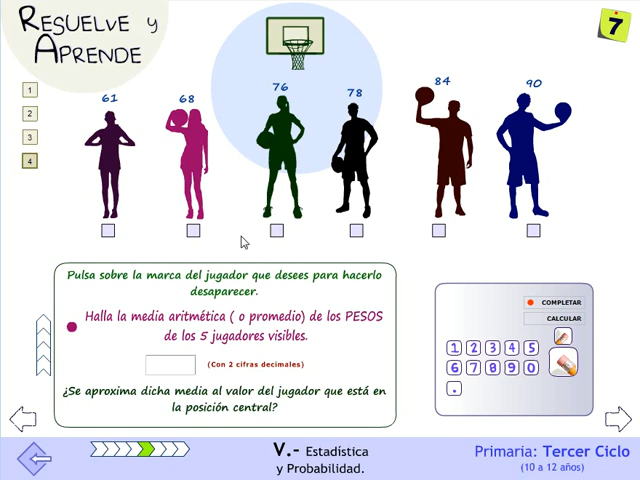 RESUELVE y
APRENDE
7
1
2
3
4
61
68
76
78
84
90
Pulsa sobre la marca del jugador que desees para hacerlo
desaparecer.
Halla la media aritmética ( o promedio) de los PESOS
de los 5 jugadores visibles.
(Con 2 cifras decimales)
¿Se aproxima dicha media al valor del jugador que está en
la posición central?
COMPLETAR
CALCULAR
1 2 3 4 5
6 7 8 9 0
.
V.- Estadística
y Probabilidad.
Primaria: Tercer Ciclo
(10 a 12 años)